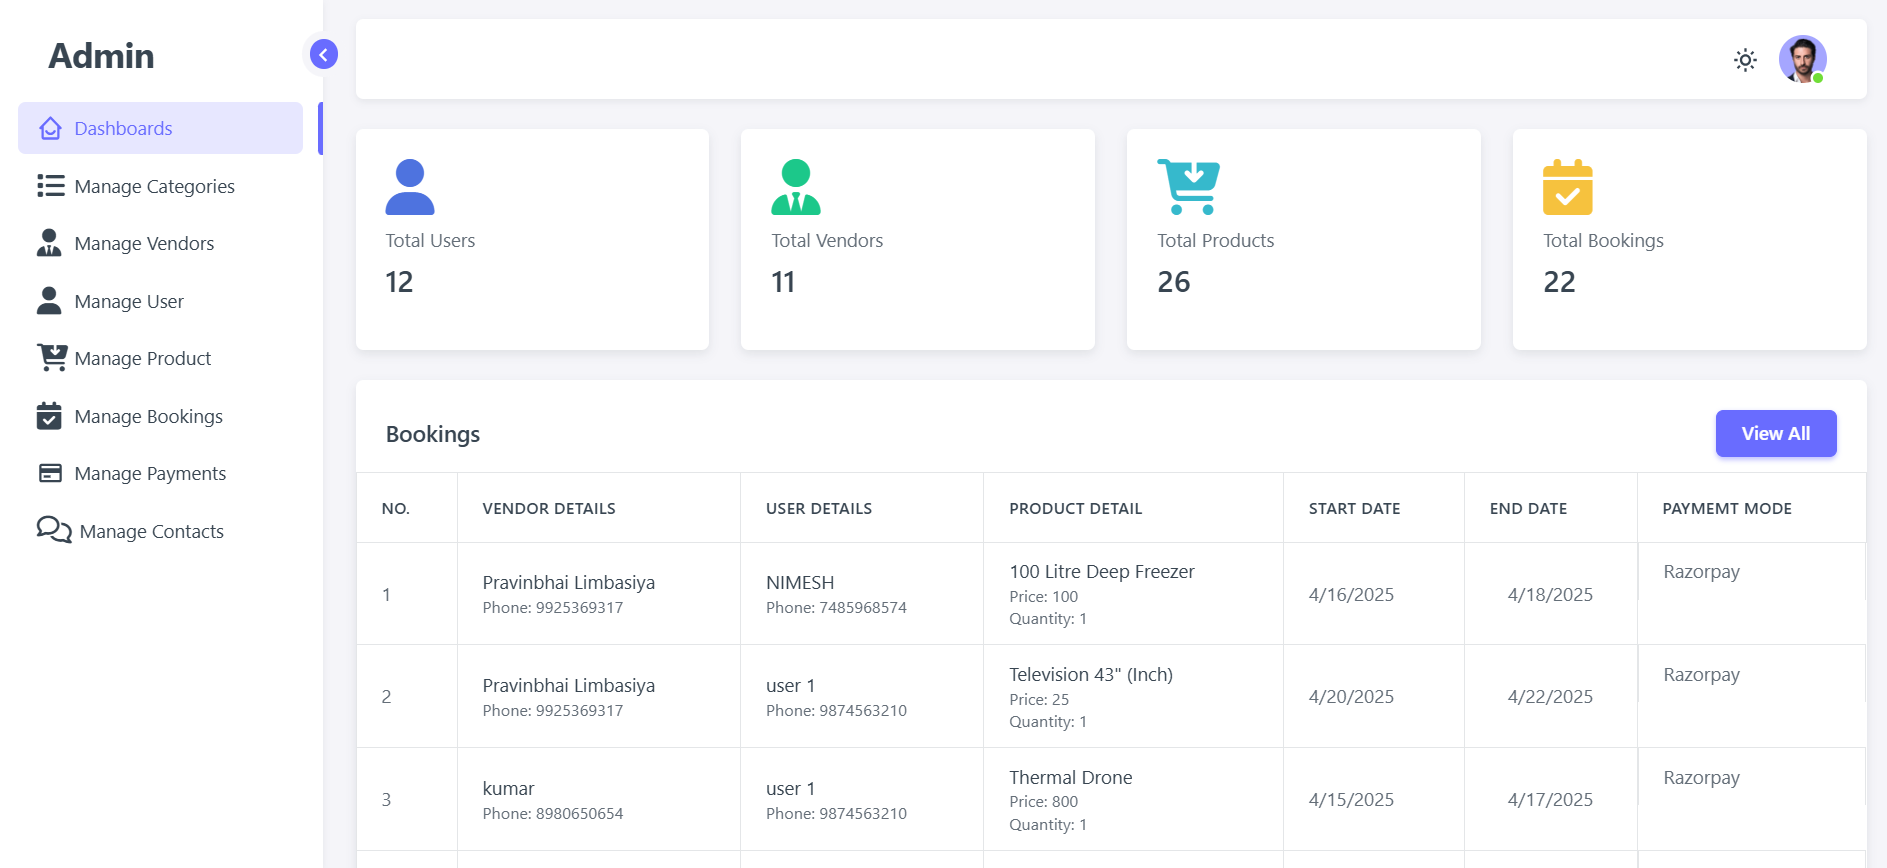 Admin
Dashboards
Manage Categories
Manage Vendors
Manage User
Manage Product
Manage Bookings
Manage Payments
Manage Contacts
Total Users
12
Total Vendors
11
Total Products
26
Total Bookings
22
Bookings
View All
NO. VENDOR DETAILS USER DETAILS PRODUCT DETAIL START DATE END DATE PAYMEMT MODE
1
Pravinbhai Limbasiya
Phone: 9925369317
NIMESH
Phone: 7485968574
100 Litre Deep Freezer
Price: 100
Quantity: 1
4/16/2025
4/18/2025
Razorpay
2
Pravinbhai Limbasiya
Phone: 9925369317
user 1
Phone: 9874563210
Television 43" (Inch)
Price: 25
Quantity: 1
4/20/2025
4/22/2025
Razorpay
3
kumar
Phone: 8980650654
user 1
Phone: 9874563210
Thermal Drone
Price: 800
Quantity: 1
4/15/2025
4/17/2025
Razorpay